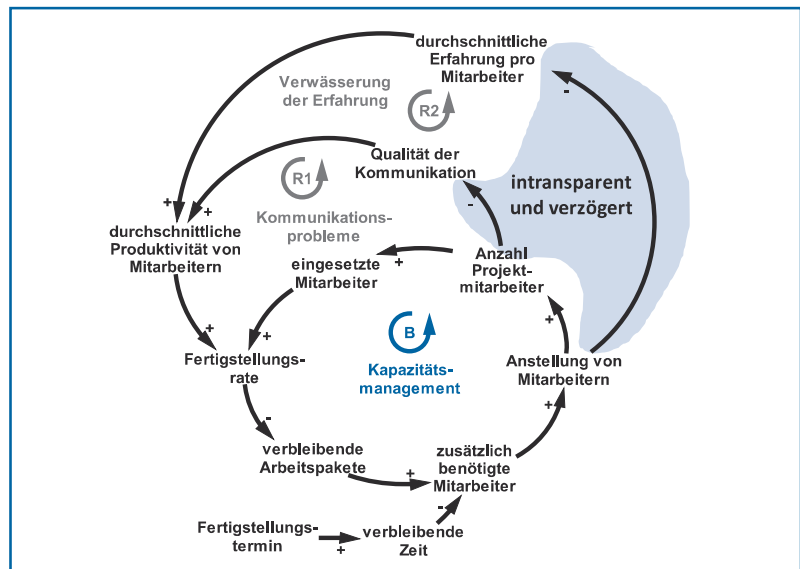 durchschnittliche
Erfahrung pro
Mitarbeiter
-
Verwässerung
der Erfahrung
R2
Qualität der
Kommunikation
R1
intransparent
und verzögert
-
+
+
Kommunikations-
probleme
durchschnittliche
Produktivität von
Mitarbeitern
eingesetzte
Mitarbeiter
+
Anzahl
Projekt-
mitarbeiter
+
+
+
B
Fertigstellungs-
rate
Kapazitäts-
management
Anstellung von
Mitarbeitern
+
-
verbleibende
Arbeitspakete
+
zusätzlich
benötigte
Mitarbeiter
-
Fertigstellungs-
termin
+
verbleibende
Zeit